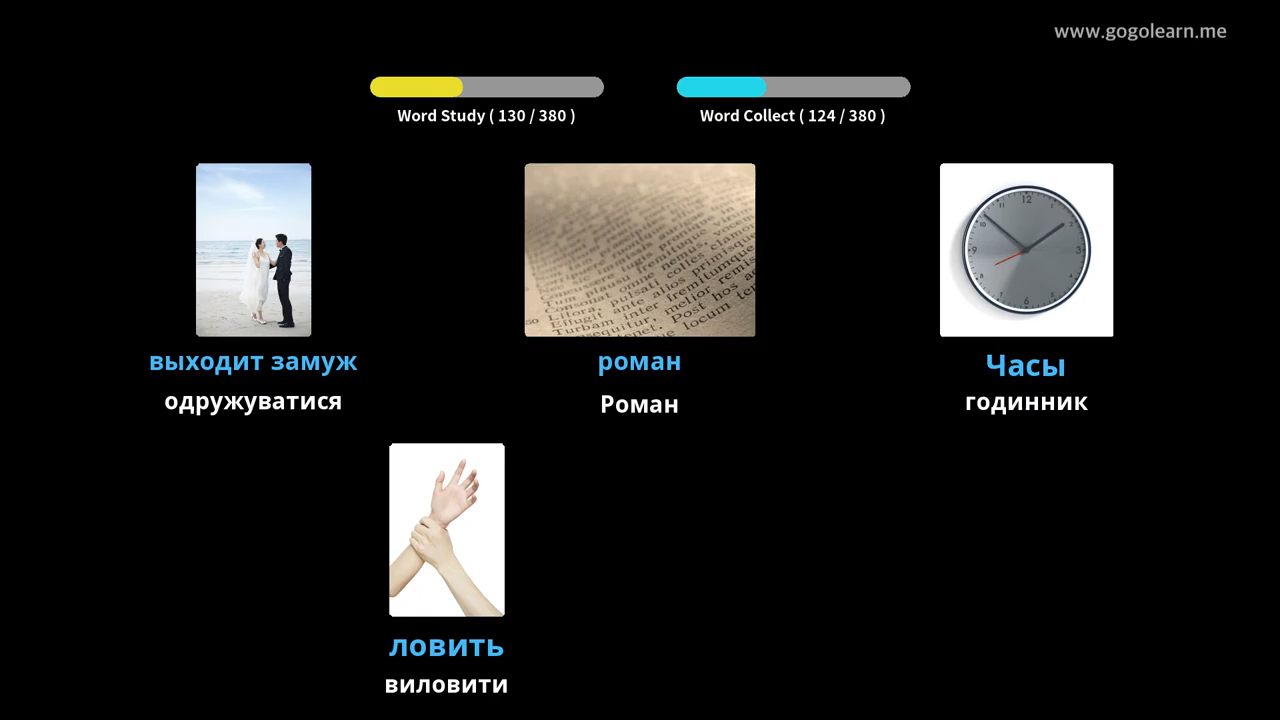 www.gogolearn.me
Word Study ( 130 / 380 )
Word Collect ( 124 / 380 )
выходит замуж
одружуватися
роман
Роман
Часы
годинник
ловить
виловити